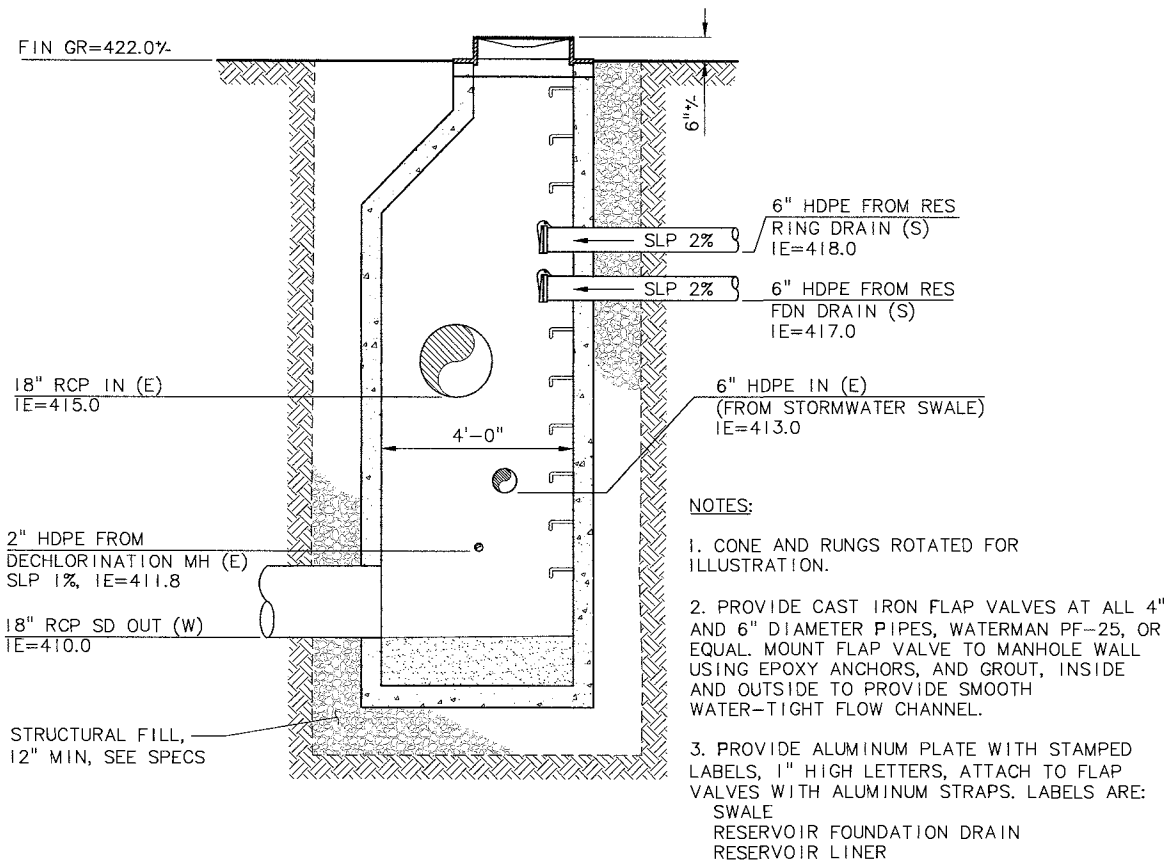 FIN GR=422.0+/-
6"+/-
6" HDPE FROM RES
RING DRAIN (S)
IE=418.0
SLP 2%
SLP 2%
6" HDPE FROM RES
FDN DRAIN (S)
IE=417.0
18" RCP IN (E)
IE=415.0
6" HDPE IN (E)
(FROM STORMWATER SWALE)
IE=413.0
4'-0"
2" HDPE FROM
DECHLORINATION MH (E)
SLP 1%, IE=411.8
18" RCP SD OUT (W)
IE=410.0
STRUCTURAL FILL,
12" MIN, SEE SPECS
NOTES:
1. CONE AND RUNGS ROTATED FOR
ILLUSTRATION.
2. PROVIDE CAST IRON FLAP VALVES AT ALL 4"
AND 6" DIAMETER PIPES, WATERMAN PF-25, OR
EQUAL. MOUNT FLAP VALVE TO MANHOLE WALL
USING EPOXY ANCHORS, AND GROUT, INSIDE
AND OUTSIDE TO PROVIDE SMOOTH
WATER-TIGHT FLOW CHANNEL.
3. PROVIDE ALUMINUM PLATE WITH STAMPED
LABELS, 1" HIGH LETTERS, ATTACH TO FLAP
VALVES WITH ALUMINUM STRAPS. LABELS ARE:
SWALE
RESERVOIR FOUNDATION DRAIN
RESERVOIR LINER